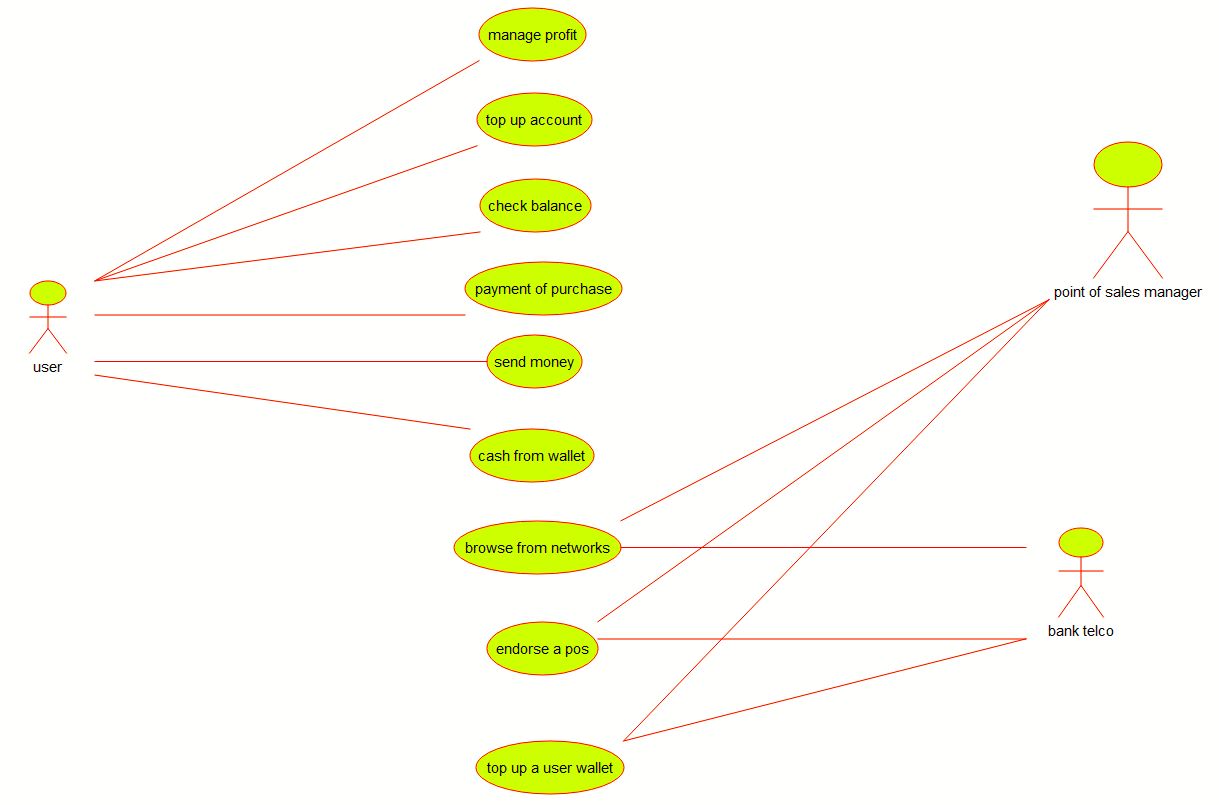 manage profit
top up account
check balance
payment of purchase
send money
cash from wallet
browse from networks
endorse a pos
top up a user wallet
user
point of sales manager
bank telco